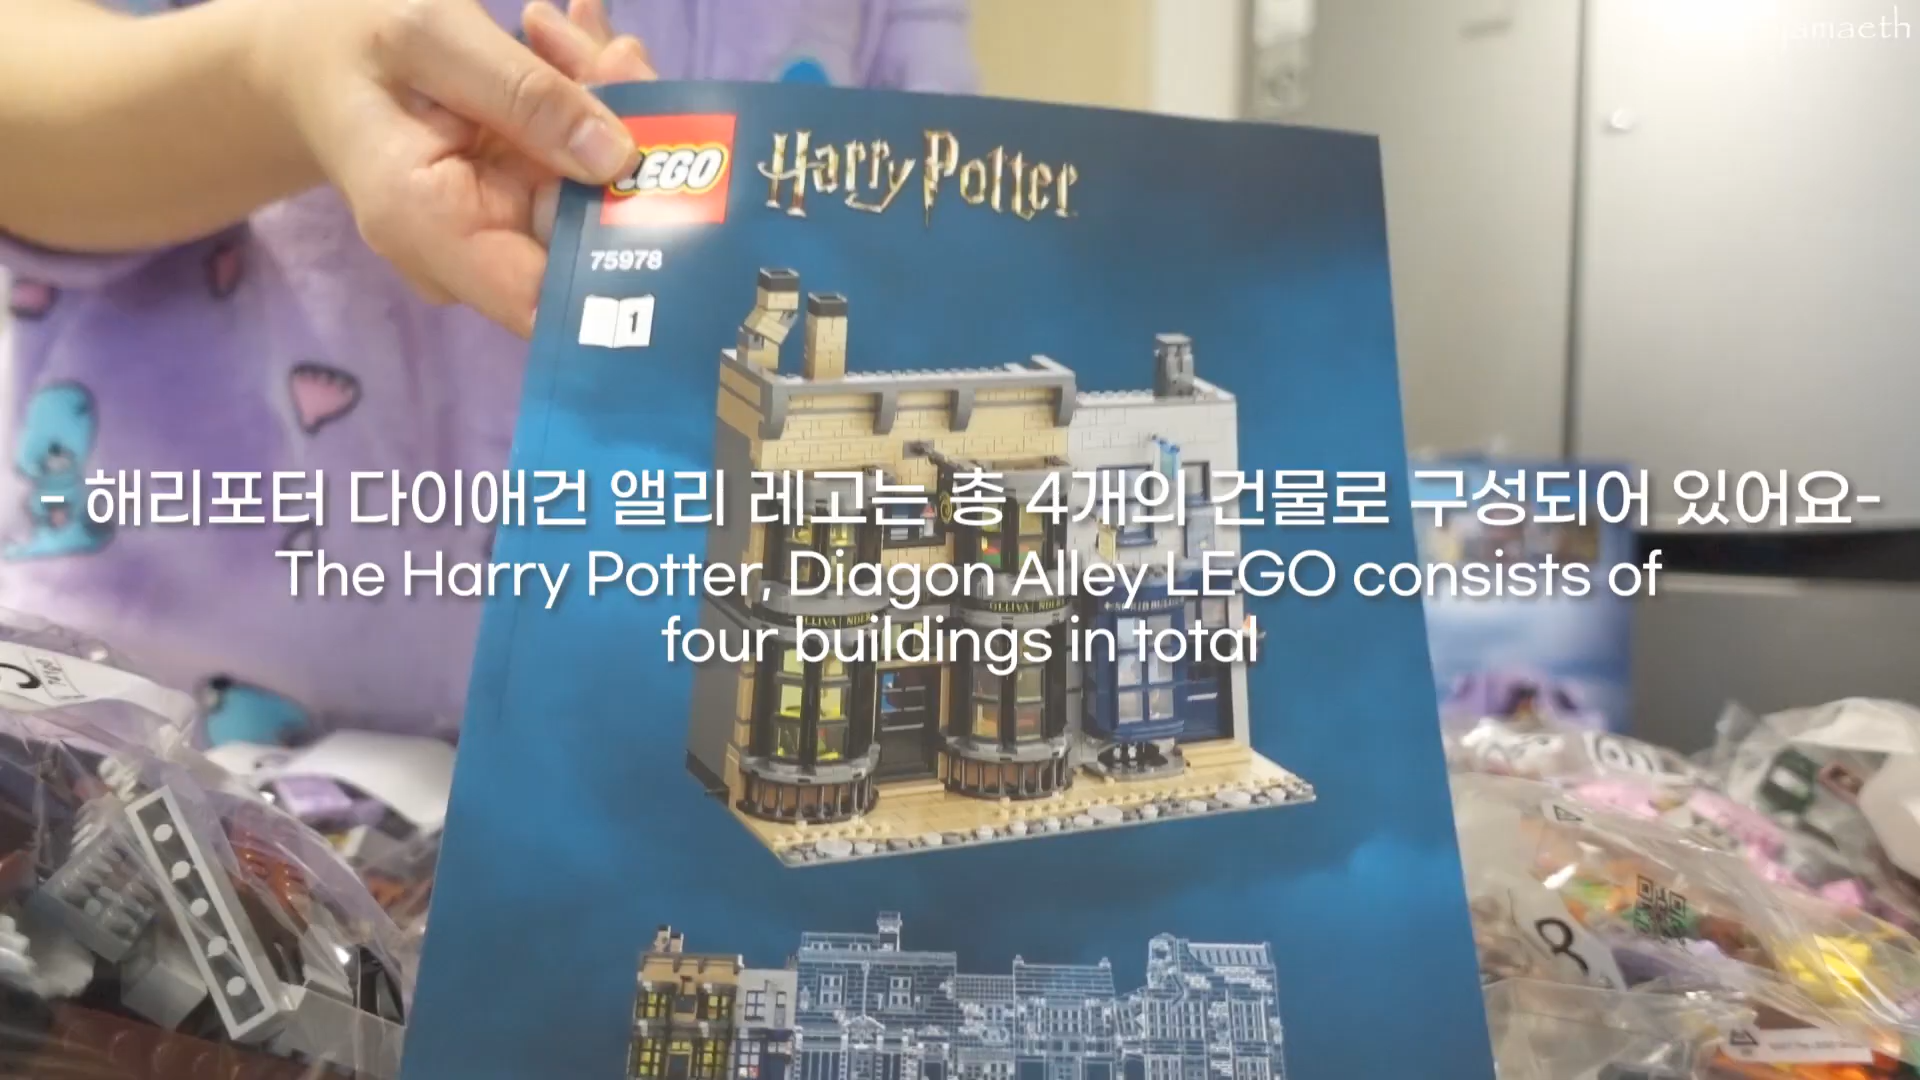 amaeth
LEGO
Harry Potter
75978
1
- 해리포터 다이애건 앨리 레고는 총 4개의 건물로 구성되어 있어요-
The Harry Potter, Diagon Alley LEGO consists of
four buildings in total
8